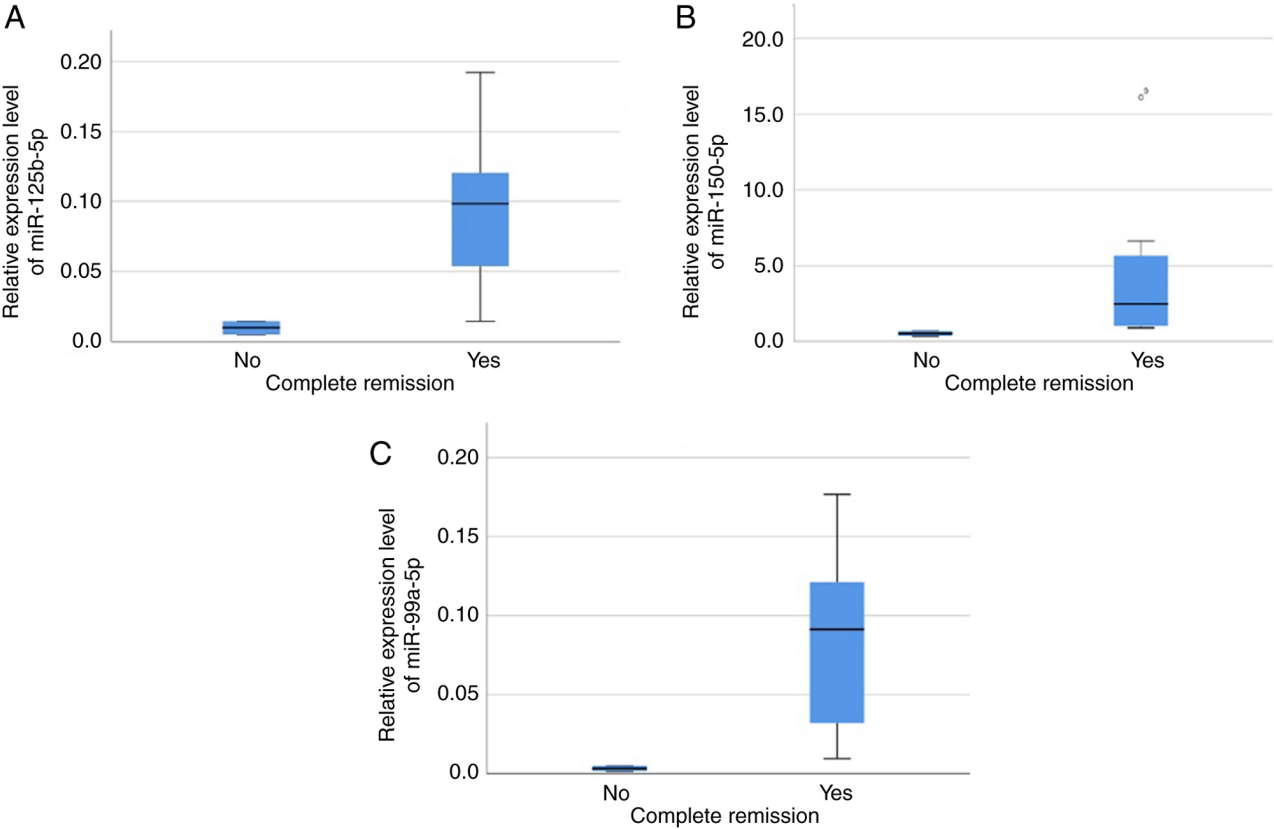 A
Relative expression level
of miR-125b-5p
0.20
0.15
0.10
0.05
0.0
No Yes
Complete remission
B
Relative expression level
of miR-150-5p
20.0
15.0
10.0
5.0
0.0
No Yes
Complete remission
C
Relative expression level
of miR-99a-5p
0.20
0.15
0.10
0.05
0.0
No Yes
Complete remission